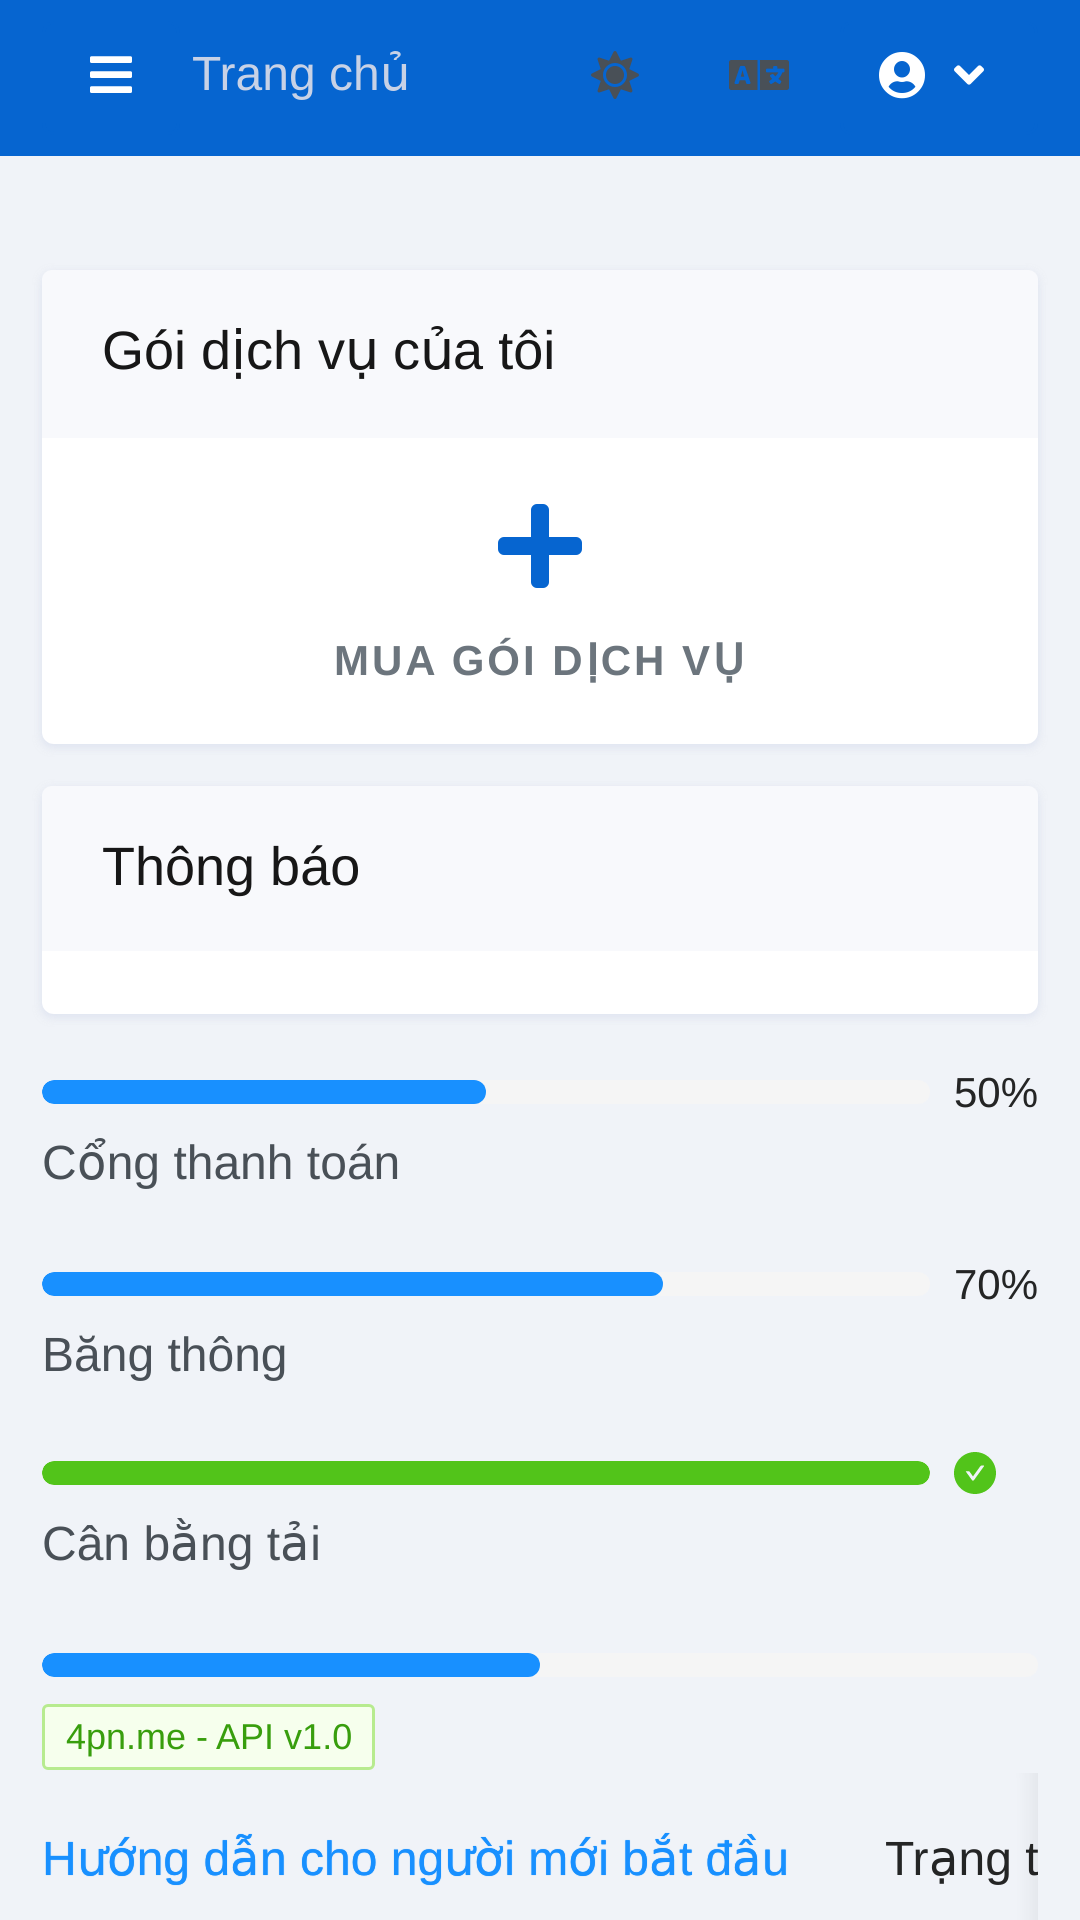 Trang chủ
Gói dịch vụ của tôi
MUA GÓI DỊCH VỤ
Thông báo
50%
Cổng thanh toán
70%
Băng thông
Cân bằng tải
4pn.me - API v1.0
Hướng dẫn cho người mới bắt đầu
Trạng t